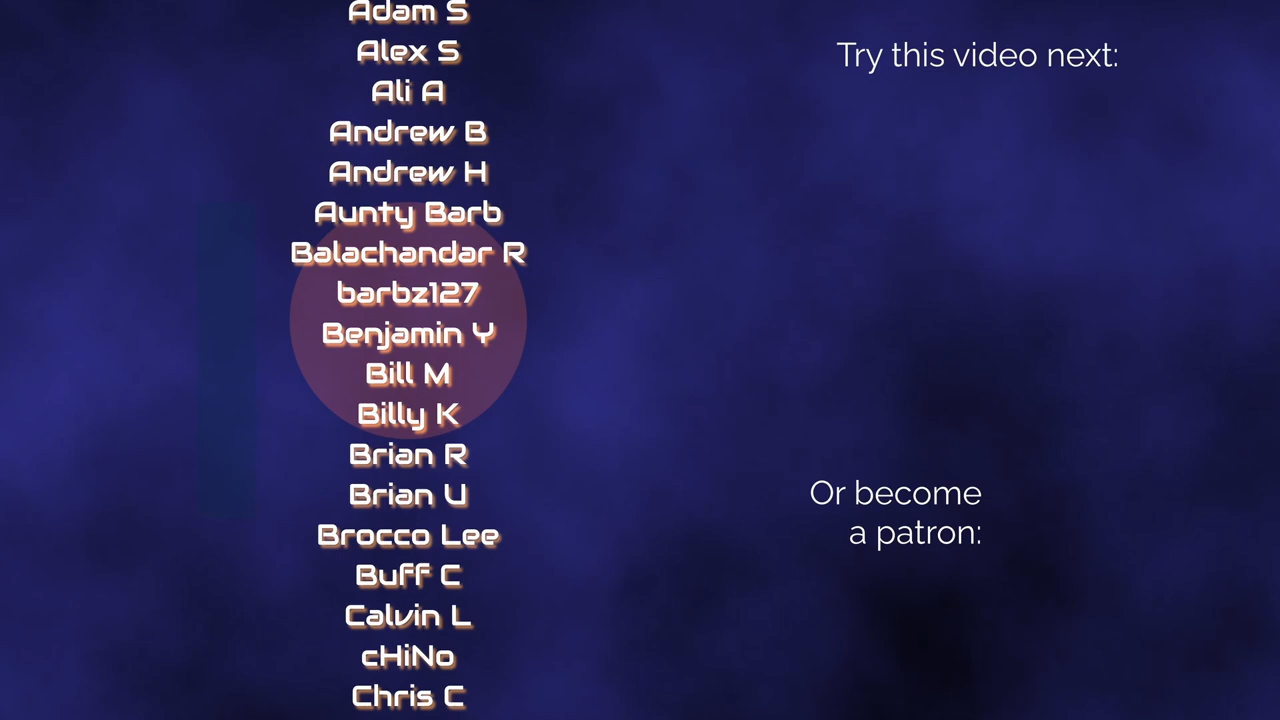 Adam S
Alex S
Ali A
Andrew B
Andrew H
Aunty Barb
Balachandar R
barbz127
Benjamin Y
Bill M
Billy K
Brian R
Brian U
Brocco Lee
Buff C
Calvin L
cHiNo
Chris C
Try this video next:
Or become
a patron: